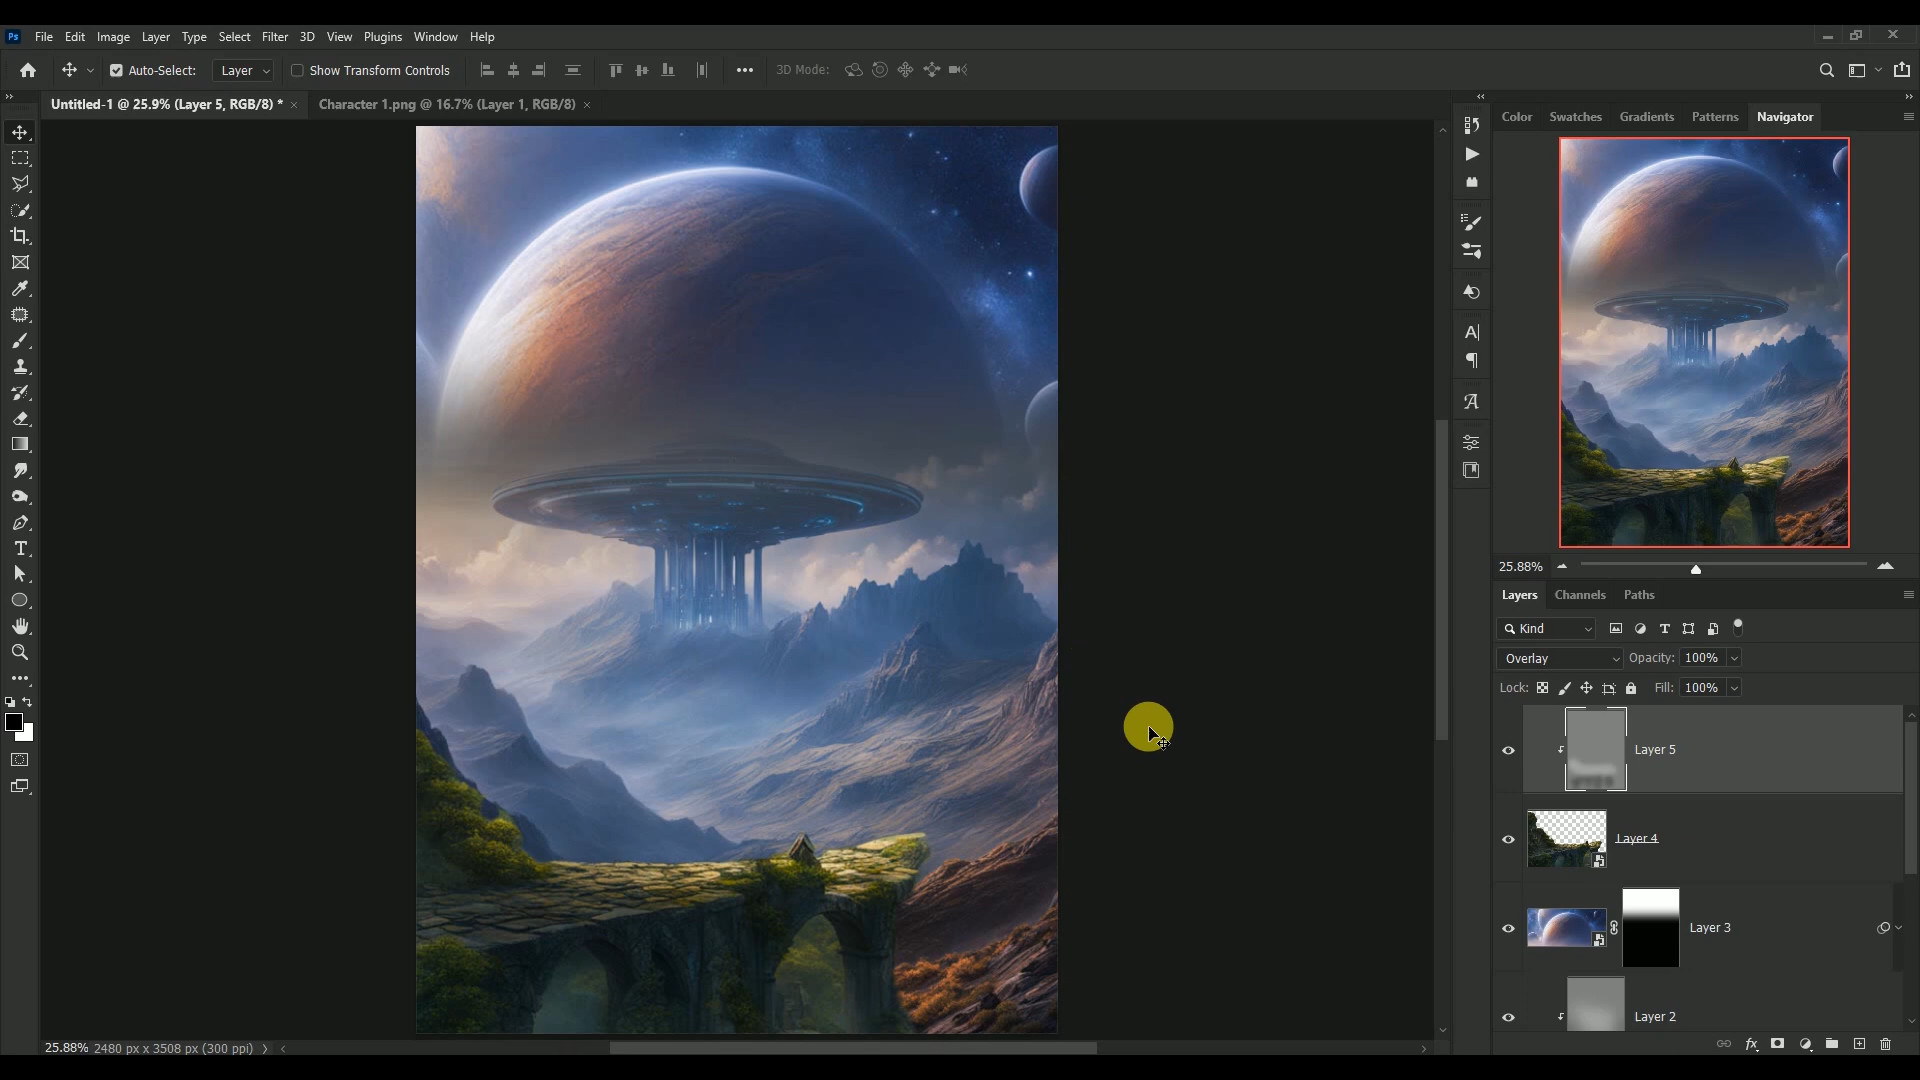 Ps File Edit Image Layer Type Select Filter 3D View Plugins Window Help
Auto-Select: Layer Show Transform Controls 3D Mode:
Untitled-1 @ 25.9% (Layer 5, RGB/8) * × Character 1.png @ 16.7% (Layer 1, RGB/8) ×
Color Swatches Gradients Patterns Navigator
25.88%
Layers Channels Paths
Kind
Overlay Opacity: 100%
Lock: Fill: 100%
Layer 5
Layer 4
Layer 3
Layer 2
25.88% 2480 px x 3508 px (300 ppi)